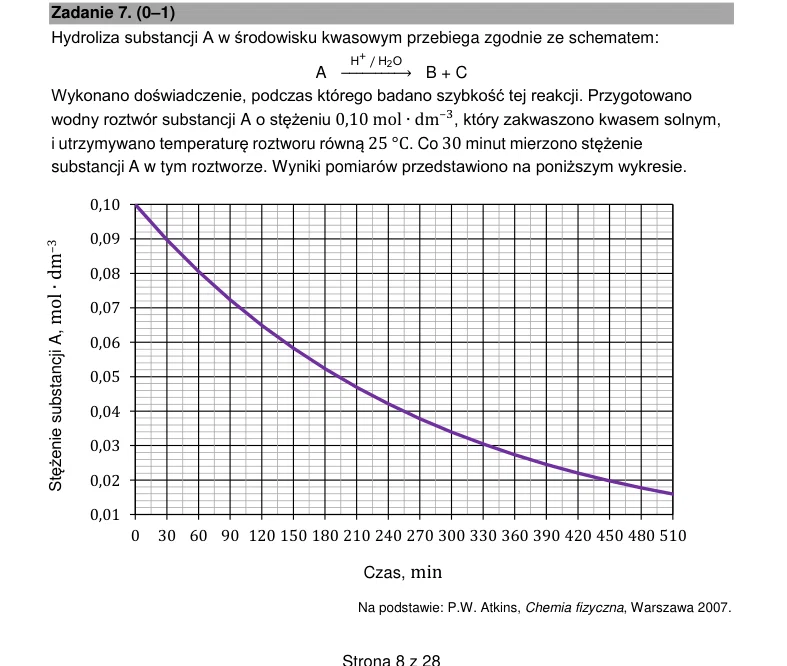 Zadanie 7. (0–1)
Hydroliza substancji A w środowisku kwasowym przebiega zgodnie ze schematem:
H⁺ / H₂O
A ⟶ B + C
Wykonano doświadczenie, podczas którego badano szybkość tej reakcji. Przygotowano
wodny roztwór substancji A o stężeniu 0,10 mol · dm⁻³, który zakwaszono kwasem solnym,
i utrzymywano temperaturę roztworu równą 25 °C. Co 30 minut mierzono stężenie
substancji A w tym roztworze. Wyniki pomiarów przedstawiono na poniższym wykresie.
Stężenie substancji A, mol · dm⁻³
0,10
0,09
0,08
0,07
0,06
0,05
0,04
0,03
0,02
0,01
0 30 60 90 120 150 180 210 240 270 300 330 360 390 420 450 480 510
Czas, min
Na podstawie: P.W. Atkins, Chemia fizyczna, Warszawa 2007.
Strona 8 z 28